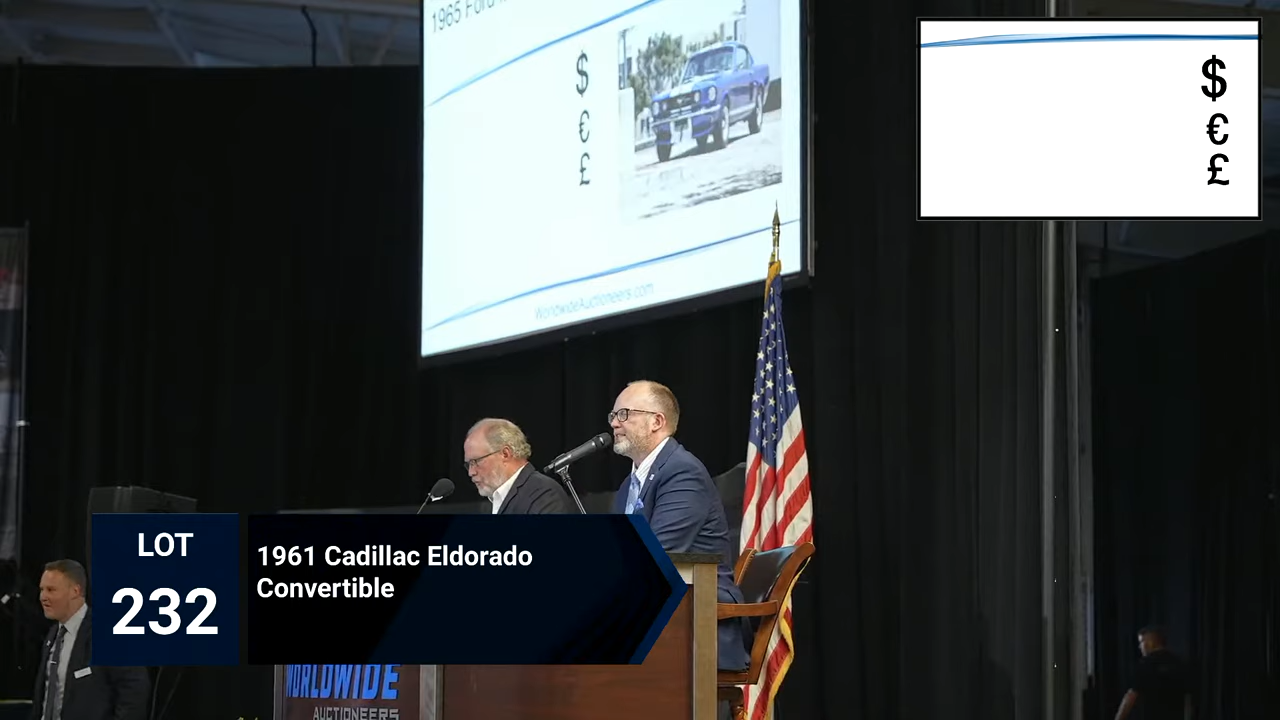 1965 Ford
$
€
£
WorldwideAuctioneers.com
$
€
£
LOT
232
1961 Cadillac Eldorado
Convertible
WORLDWIDE
AUCTIONEERS